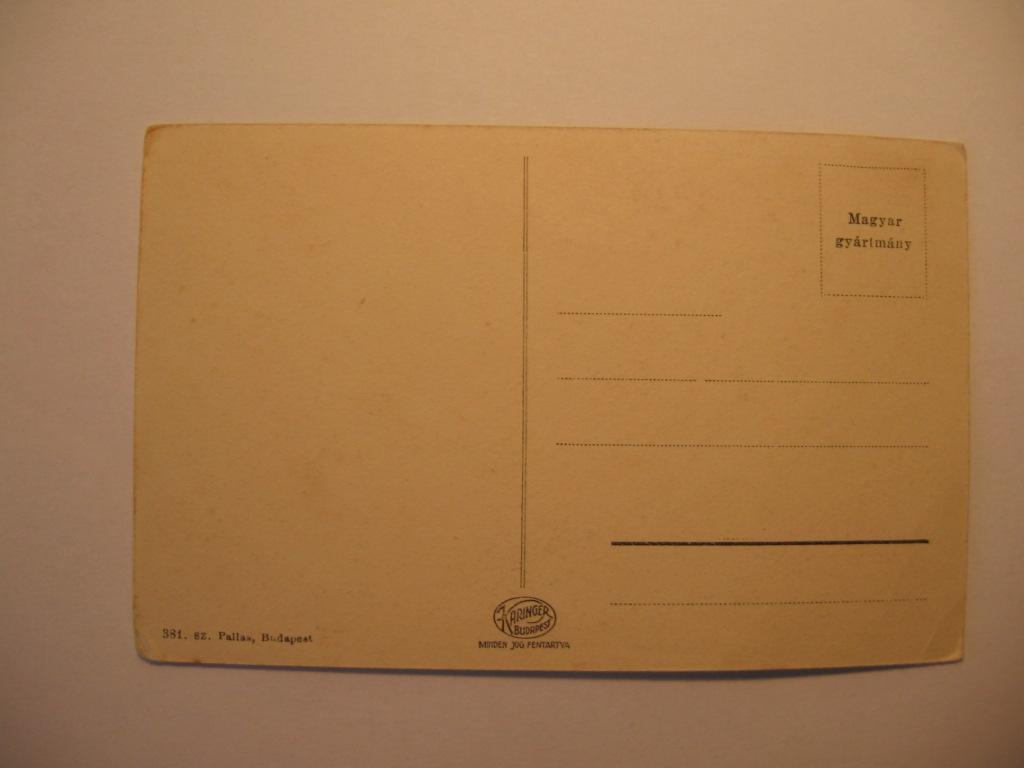 Magyar
gyártmány
381. sz. Pallas, Budapest
KARINGER
BUDAPEST
MINDEN JOG FENTARTVA